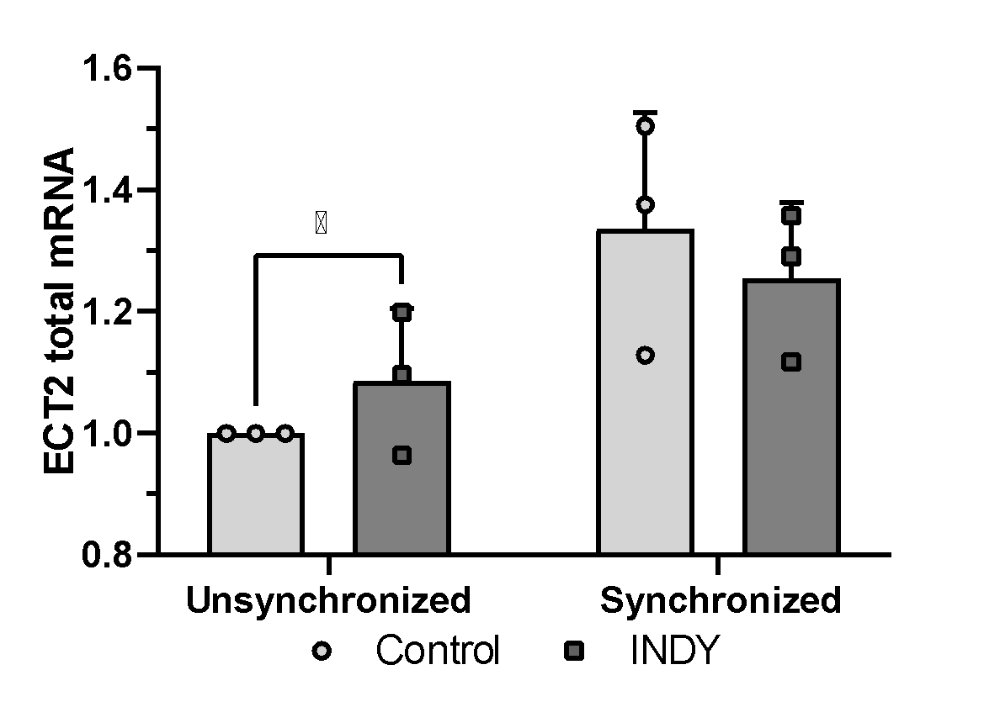 1.6
1.4
1.2
1.0
0.8
ECT2 total mRNA
Unsynchronized Synchronized
Control INDY